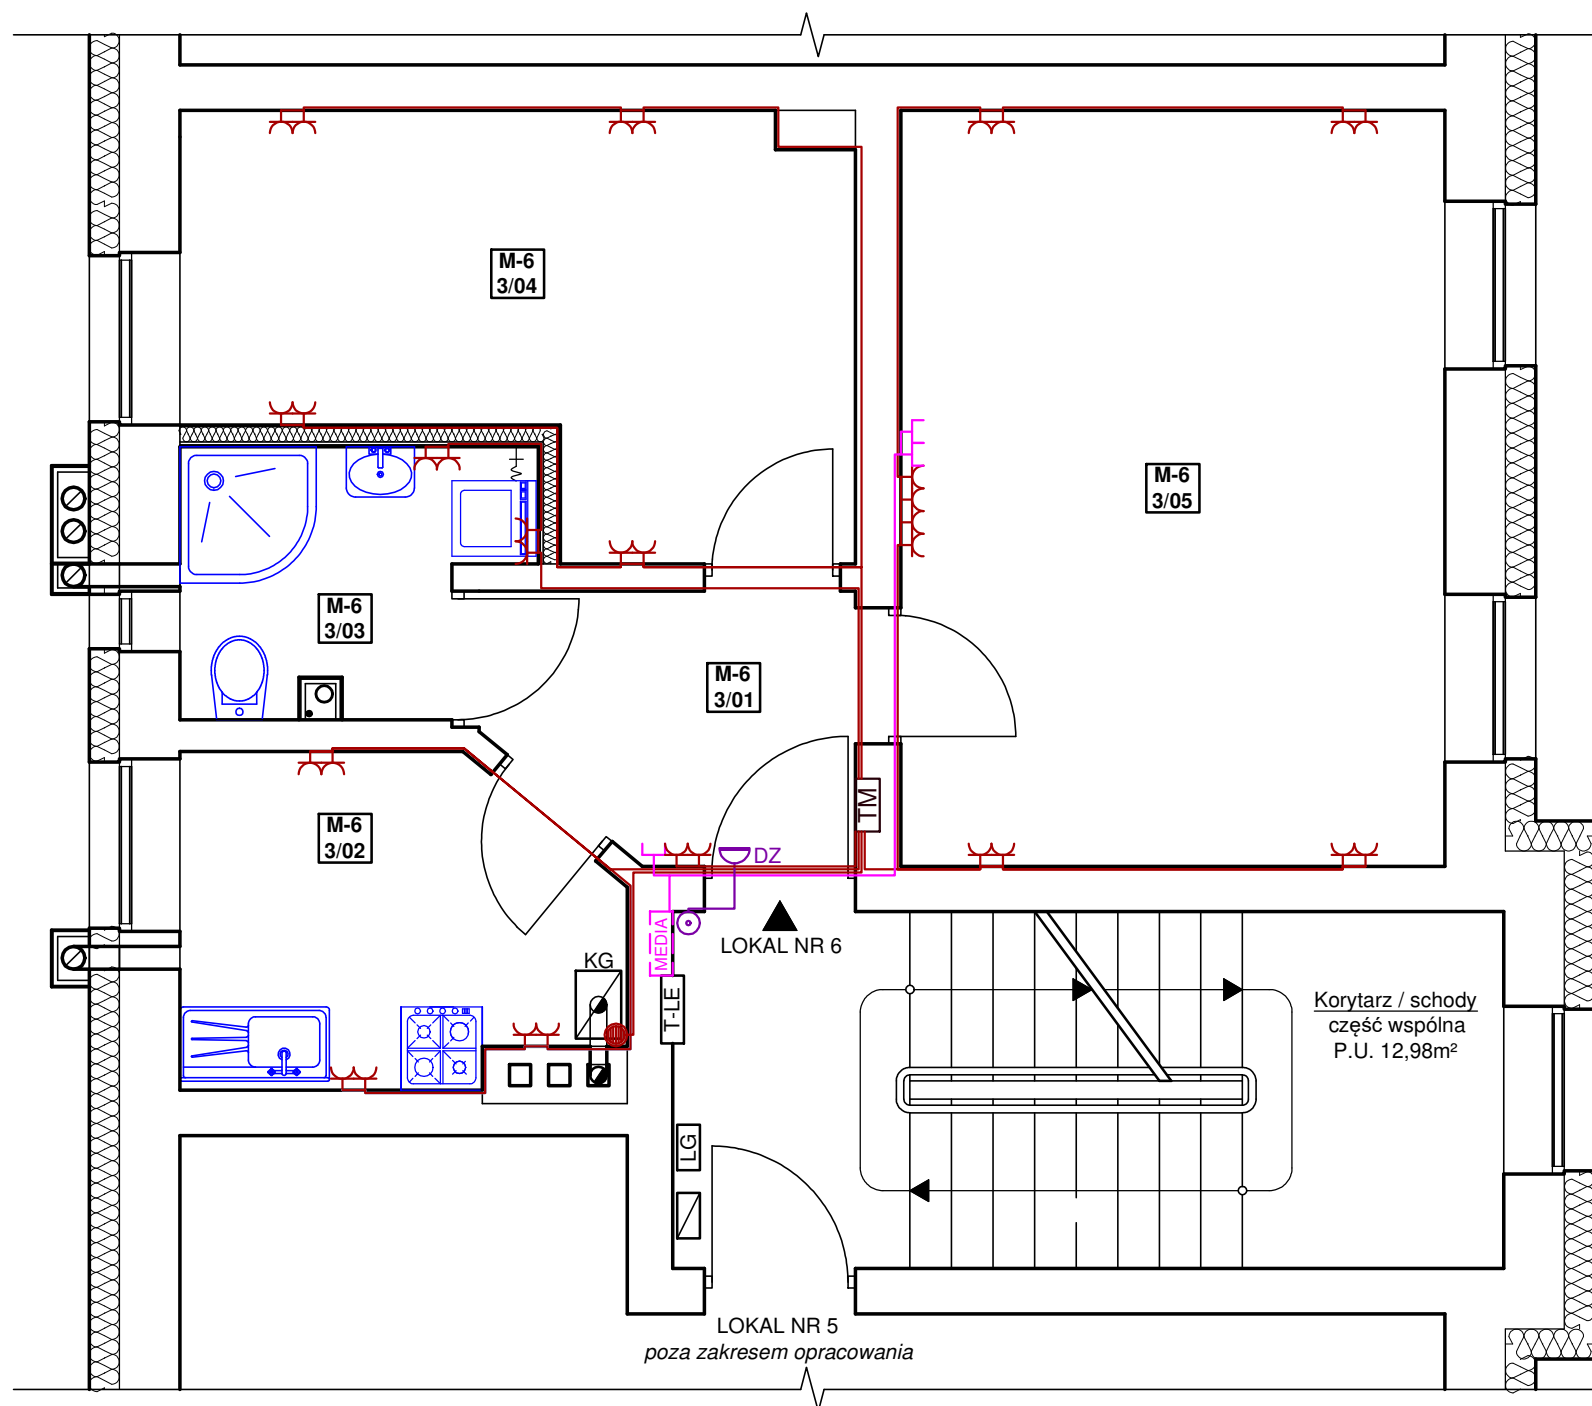 M-6
3/04
M-6
3/05
M-6
3/03
M-6
3/01
TM
M-6
3/02
DZ
MEDIA
LOKAL NR 6
KG
T-LE
Korytarz / schody
część wspólna
P.U. 12,98m²
LG
LOKAL NR 5
poza zakresem opracowania